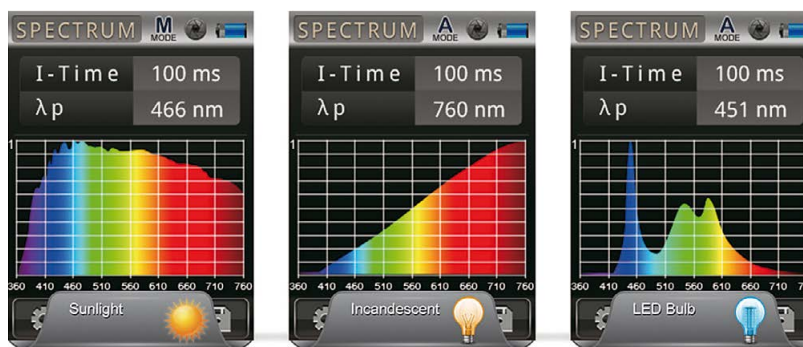 SPECTRUM M MODE
I-Time 100 ms
λp 466 nm
1
360 410 460 510 560 610 660 710 760
Sunlight
SPECTRUM A MODE
I-Time 100 ms
λp 760 nm
1
360 410 460 510 560 610 660 710 760
Incandescent
SPECTRUM A MODE
I-Time 100 ms
λp 451 nm
1
360 410 460 510 560 610 660 710 7
LED Bulb